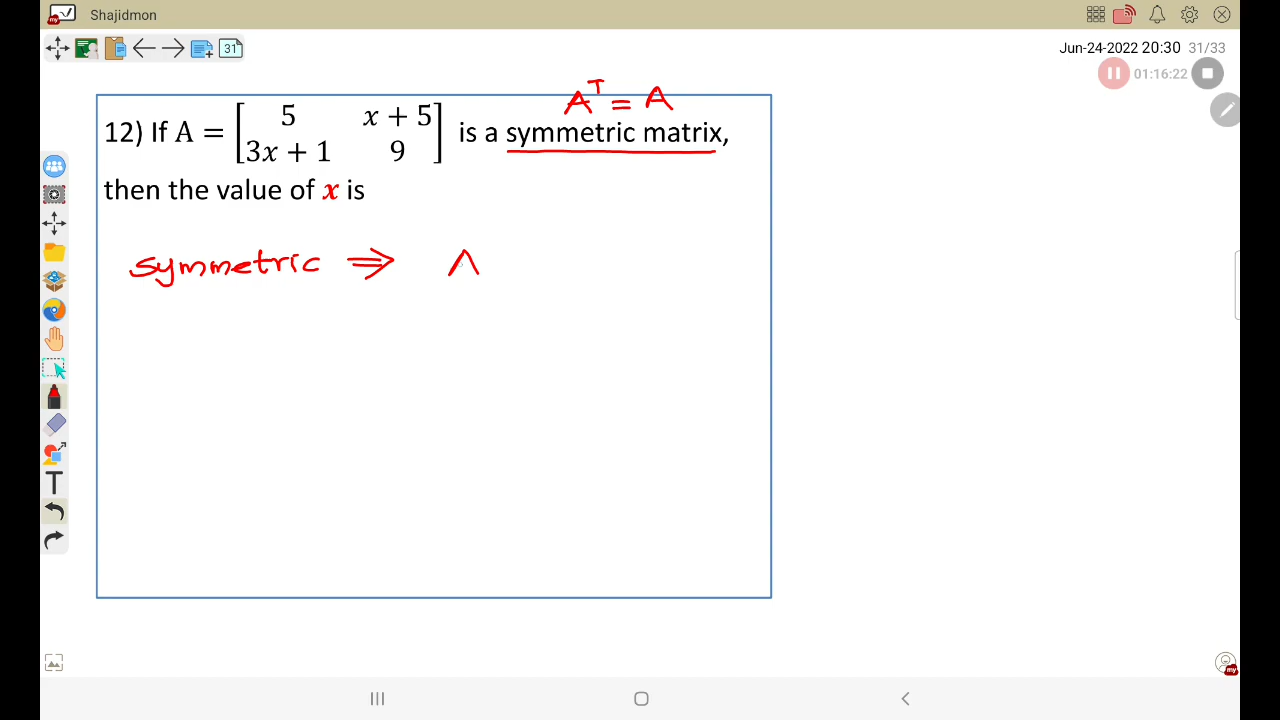 Shajidmon
31
Jun-24-2022 20:30 31/33
01:16:22
Aᵀ = A
12) If A = [5 x + 5
3x + 1 9] is a symmetric matrix,
then the value of x is
symmetric ⇒ Λ
T